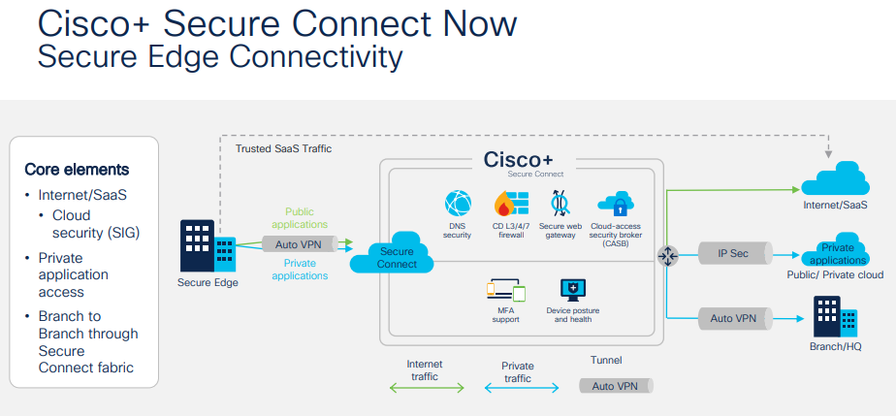 Cisco+ Secure Connect Now
Secure Edge Connectivity
Core elements
• Internet/SaaS
• Cloud
security (SIG)
• Private
application
access
• Branch to
Branch through
Secure
Connect fabric
Trusted SaaS Traffic
Secure Edge
Public
applications
Auto VPN
Private
applications
Secure
Connect
Cisco+
Secure Connect
DNS
security
CD L3/4/7
firewall
Secure web
gateway
Cloud-access
security broker
(CASB)
MFA
support
Device posture
and health
Internet/SaaS
IP Sec
Private
applications
Public/ Private cloud
Auto VPN
Branch/HQ
Internet
traffic
Private
traffic
Tunnel
Auto VPN